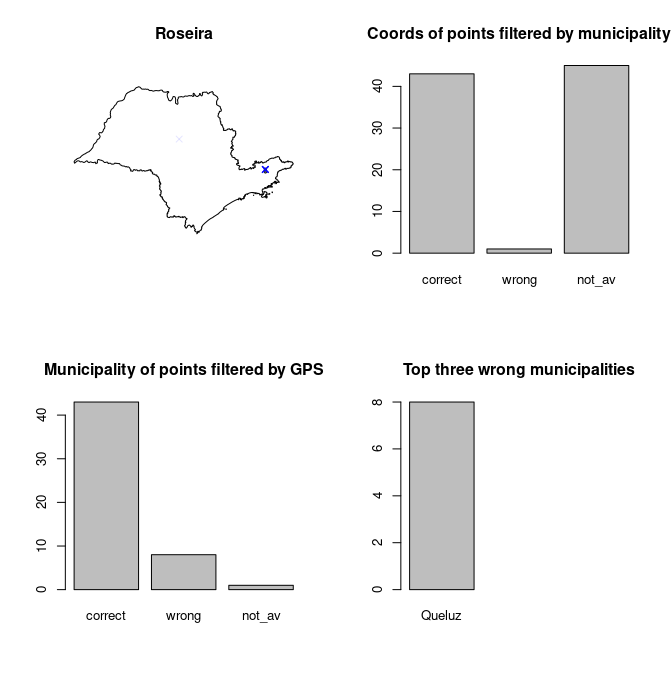 Roseira
Coords of points filtered by municipality
40
30
20
10
0
correct wrong not_av
Municipality of points filtered by GPS
40
30
20
10
0
correct wrong not_av
Top three wrong municipalities
8
6
4
2
0
Queluz